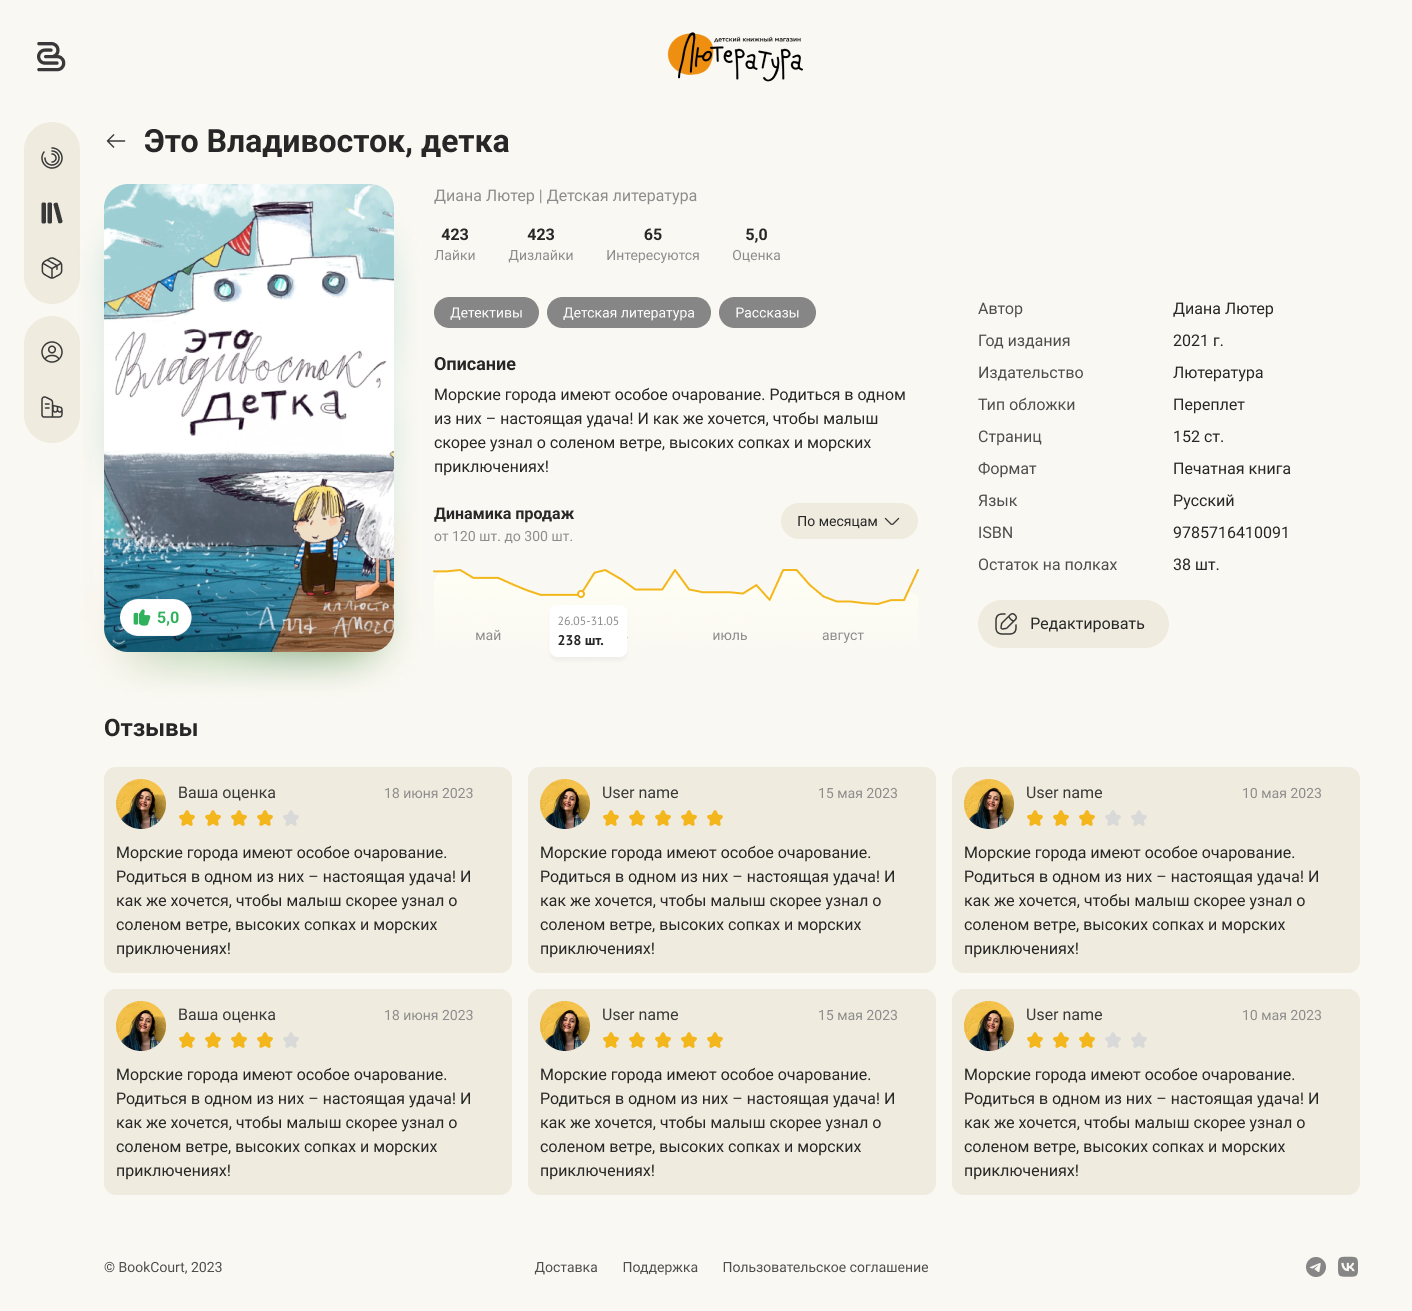 детский книжный магазин
Лютература
Это Владивосток, детка
Диана Лютер | Детская литература
423
423
65
5,0
Лайки
Дизлайки
Интересуются
Оценка
Детективы
Детская литература
Рассказы
Описание
Морские города имеют особое очарование. Родиться в одном
из них – настоящая удача! И как же хочется, чтобы малыш
скорее узнал о соленом ветре, высоких сопках и морских
приключениях!
Динамика продаж
от 120 шт. до 300 шт.
По месяцам
26.05-31.05
238 шт.
май
июль
август
Автор
Диана Лютер
Год издания
2021 г.
Издательство
Лютература
Тип обложки
Переплет
Страниц
152 ст.
Формат
Печатная книга
Язык
Русский
ISBN
9785716410091
Остаток на полках
38 шт.
Редактировать
это
Владивосток,
детка
иллюстр
Алла
5,0
Отзывы
Ваша оценка
18 июня 2023
Морские города имеют особое очарование.
Родиться в одном из них – настоящая удача! И
как же хочется, чтобы малыш скорее узнал о
соленом ветре, высоких сопках и морских
приключениях!
User name
15 мая 2023
Морские города имеют особое очарование.
Родиться в одном из них – настоящая удача! И
как же хочется, чтобы малыш скорее узнал о
соленом ветре, высоких сопках и морских
приключениях!
User name
10 мая 2023
Морские города имеют особое очарование.
Родиться в одном из них – настоящая удача! И
как же хочется, чтобы малыш скорее узнал о
соленом ветре, высоких сопках и морских
приключениях!
Ваша оценка
18 июня 2023
Морские города имеют особое очарование.
Родиться в одном из них – настоящая удача! И
как же хочется, чтобы малыш скорее узнал о
соленом ветре, высоких сопках и морских
приключениях!
User name
15 мая 2023
Морские города имеют особое очарование.
Родиться в одном из них – настоящая удача! И
как же хочется, чтобы малыш скорее узнал о
соленом ветре, высоких сопках и морских
приключениях!
User name
10 мая 2023
Морские города имеют особое очарование.
Родиться в одном из них – настоящая удача! И
как же хочется, чтобы малыш скорее узнал о
соленом ветре, высоких сопках и морских
приключениях!
© BookCourt, 2023
Доставка
Поддержка
Пользовательское соглашение